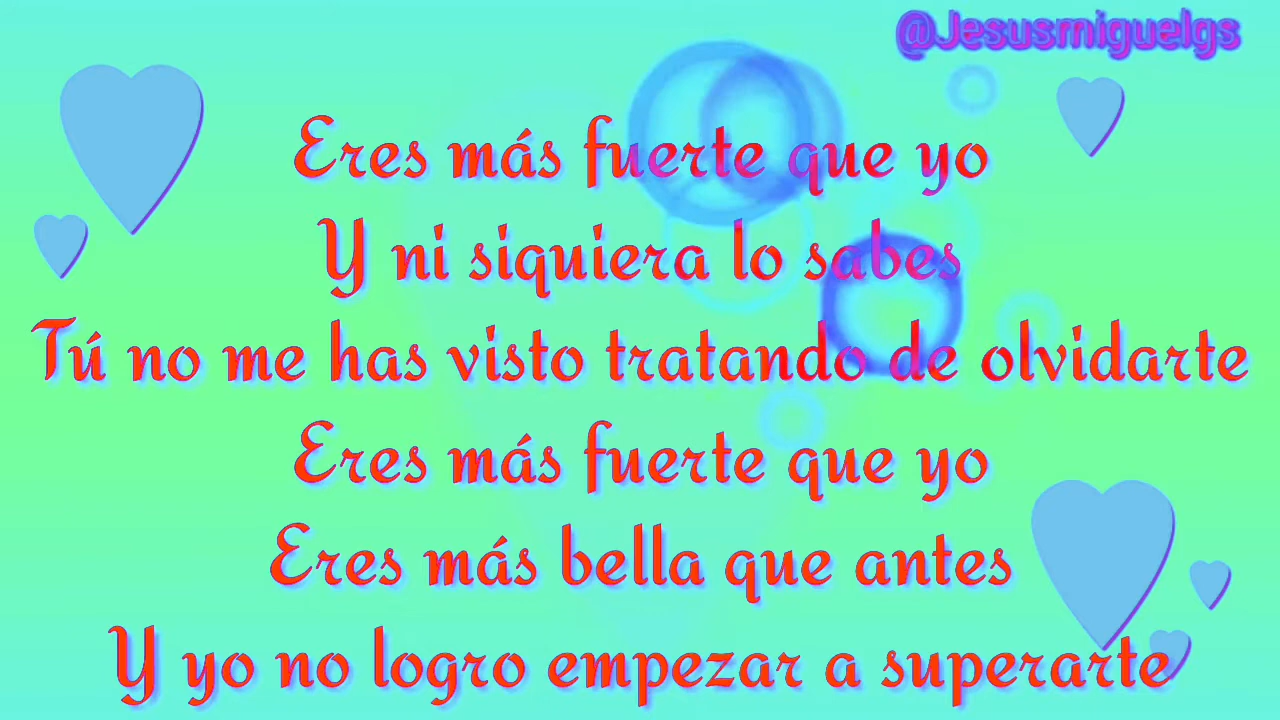 @Jesusmiguelgs
Eres más fuerte que yo
Y ni siquiera lo sabes
Tú no me has visto tratando de olvidarte
Eres más fuerte que yo
Eres más bella que antes
Y yo no logro empezar a superarte